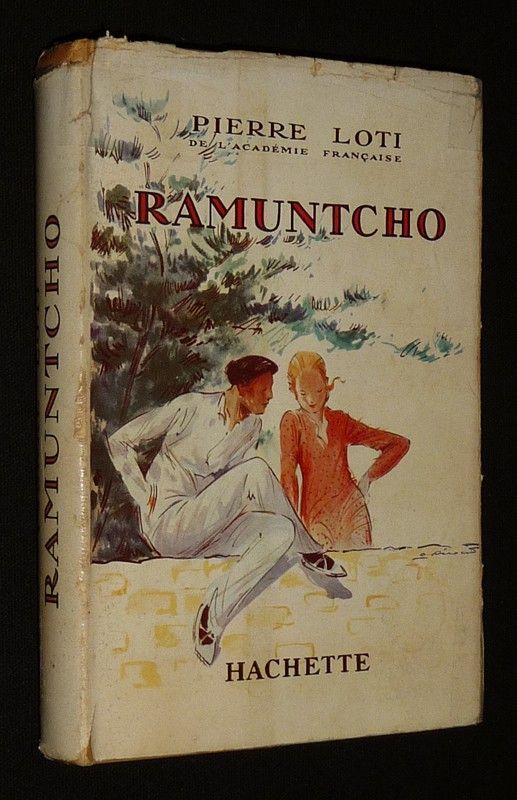 PIERRE LOTI
DE L'ACADÉMIE FRANÇAISE
RAMUNTCHO
HACHETTE
RAMUNTCHO